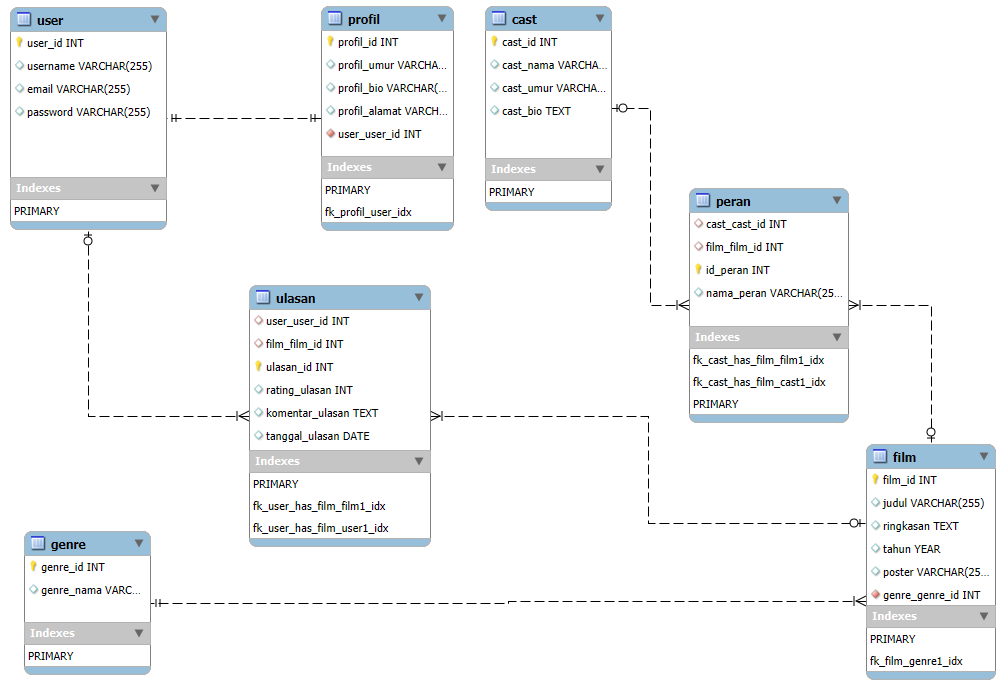 user
user_id INT
username VARCHAR(255)
email VARCHAR(255)
password VARCHAR(255)
Indexes
PRIMARY
profil
profil_id INT
profil_umur VARCHA...
profil_bio VARCHAR(...
profil_alamat VARCH...
user_user_id INT
Indexes
PRIMARY
fk_profil_user_idx
cast
cast_id INT
cast_nama VARCHA...
cast_umur VARCHA...
cast_bio TEXT
Indexes
PRIMARY
peran
cast_cast_id INT
film_film_id INT
id_peran INT
nama_peran VARCHAR(25...
Indexes
fk_cast_has_film_film1_idx
fk_cast_has_film_cast1_idx
PRIMARY
ulasan
user_user_id INT
film_film_id INT
ulasan_id INT
rating_ulasan INT
komentar_ulasan TEXT
tanggal_ulasan DATE
Indexes
PRIMARY
fk_user_has_film_film1_idx
fk_user_has_film_user1_idx
film
film_id INT
judul VARCHAR(255)
ringkasan TEXT
tahun YEAR
poster VARCHAR(25...
genre_genre_id INT
Indexes
PRIMARY
fk_film_genre1_idx
genre
genre_id INT
genre_nama VARC...
Indexes
PRIMARY